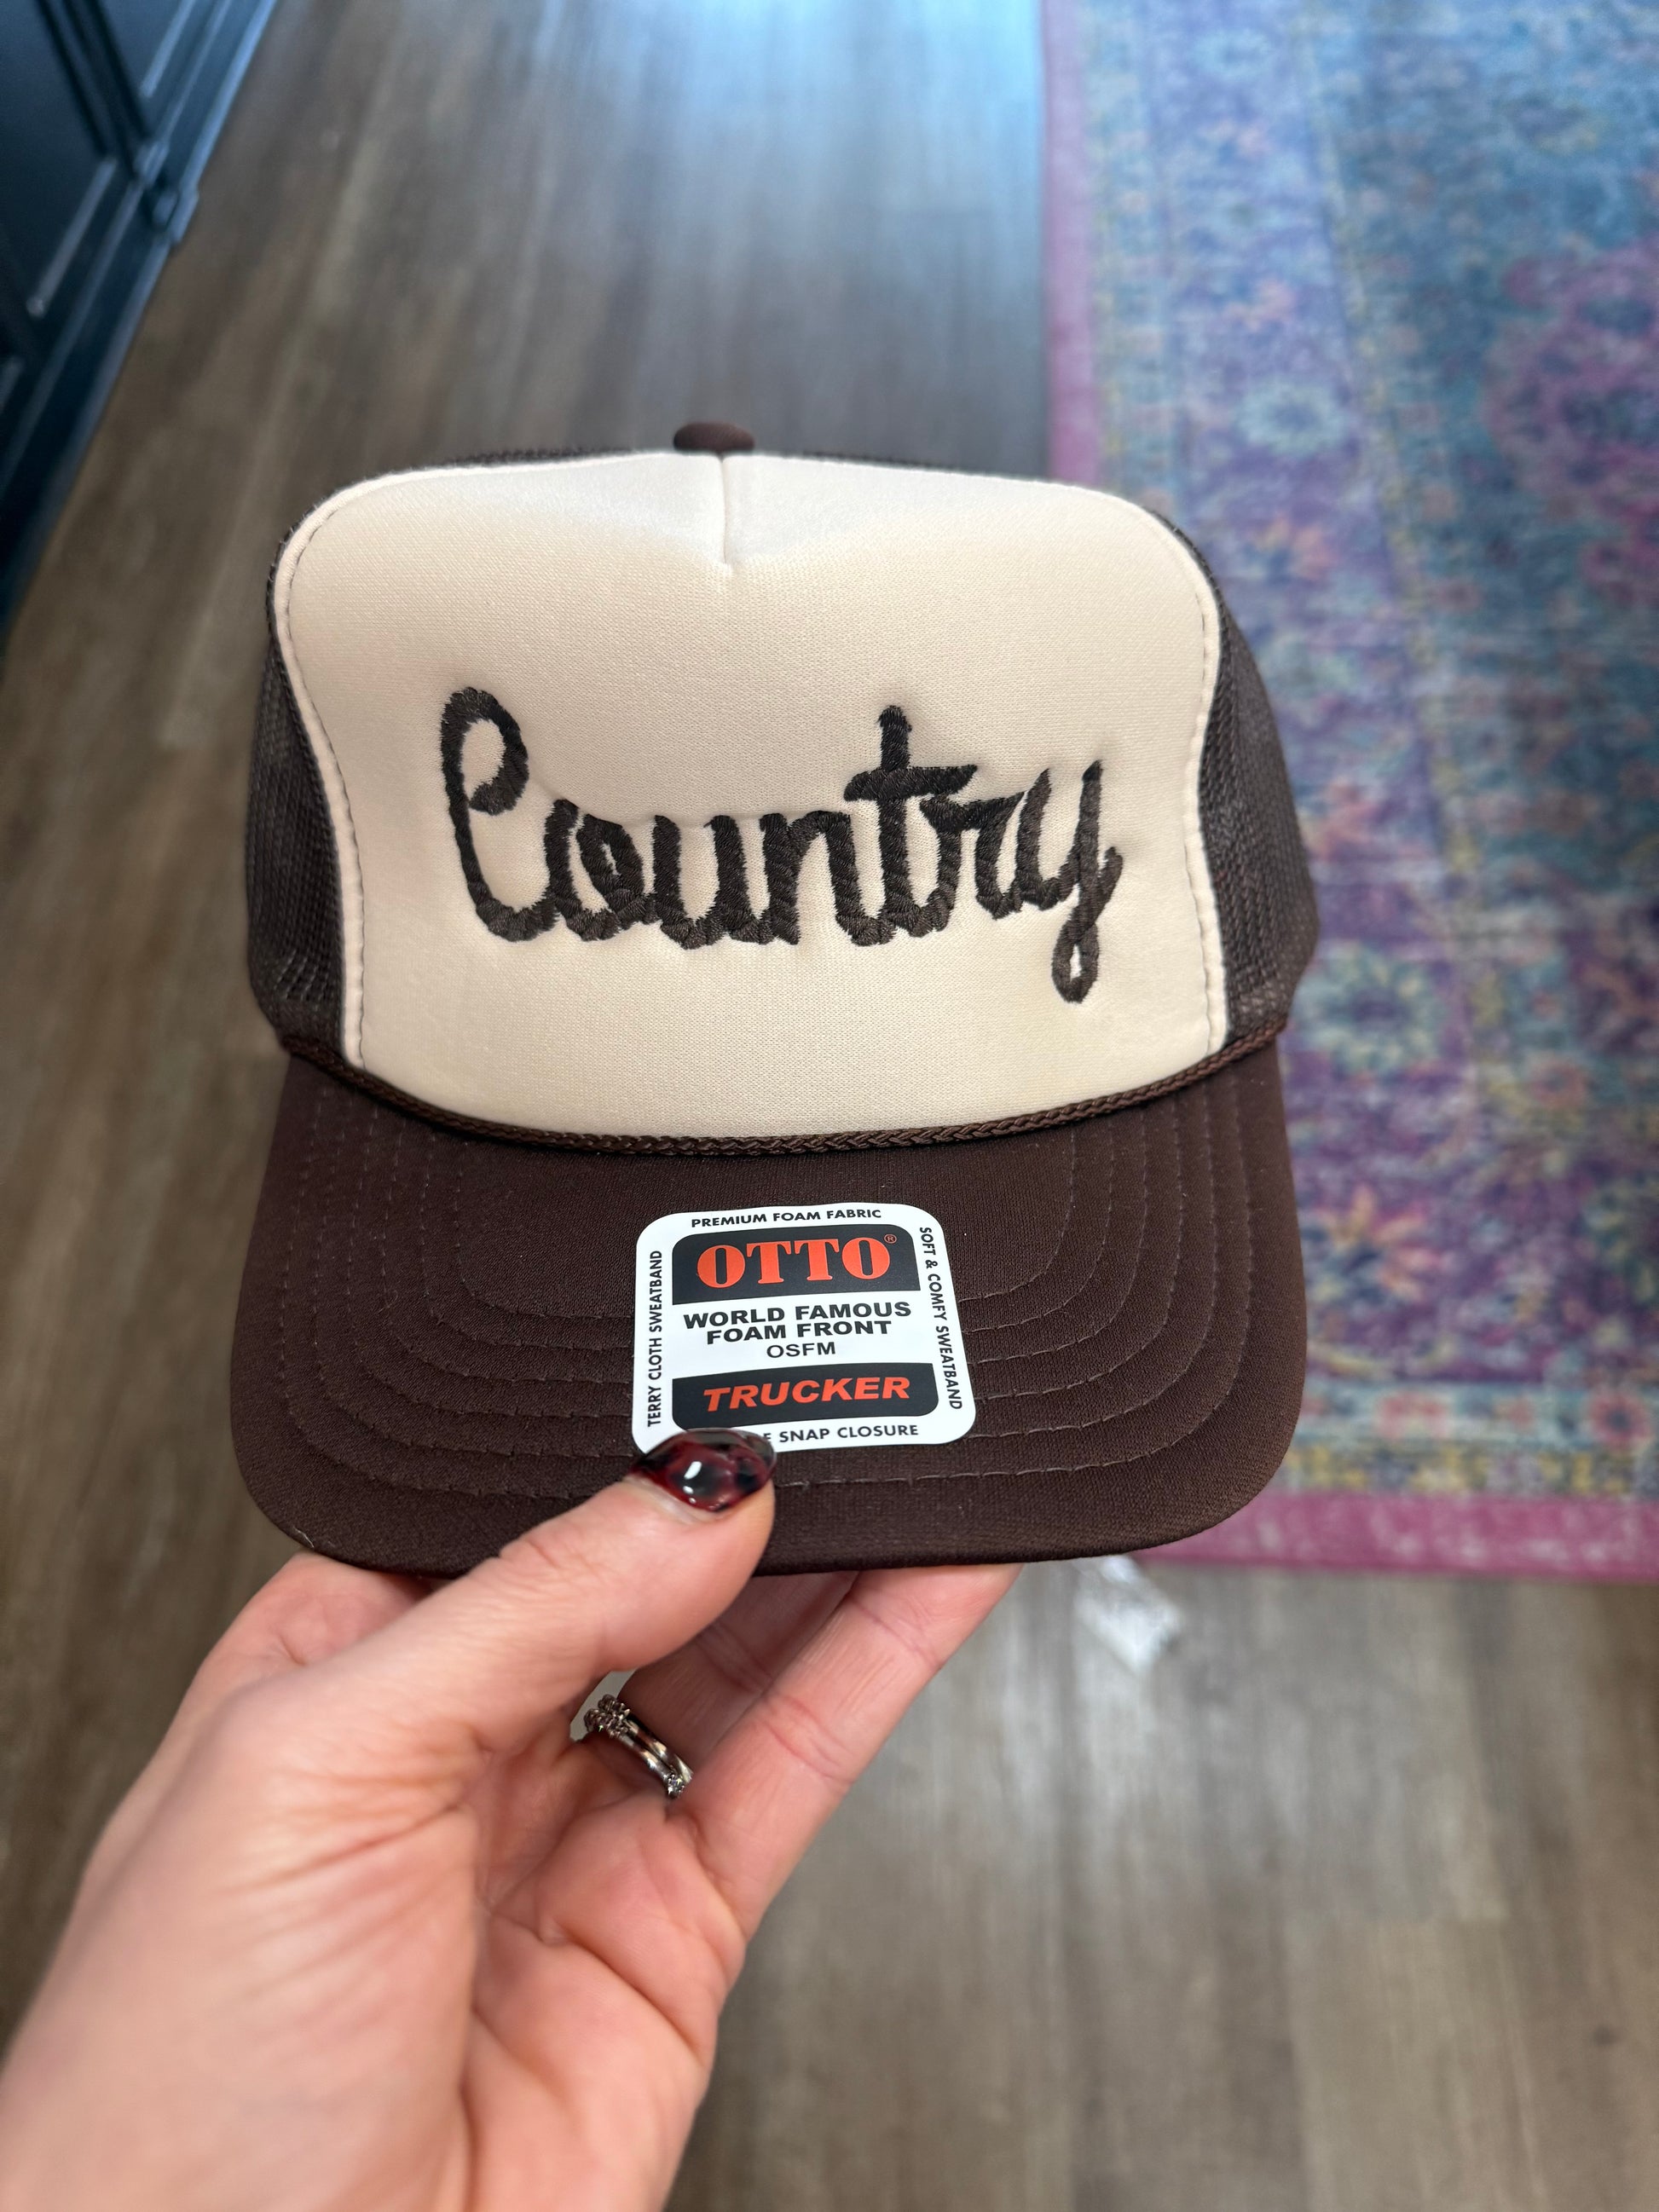 Country
PREMIUM FOAM FABRIC
OTTO®
WORLD FAMOUS
FOAM FRONT
OSFM
TRUCKER
SNAP CLOSURE
TERRY CLOTH SWEATBAND
SOFT & COMFY SWEATBAND